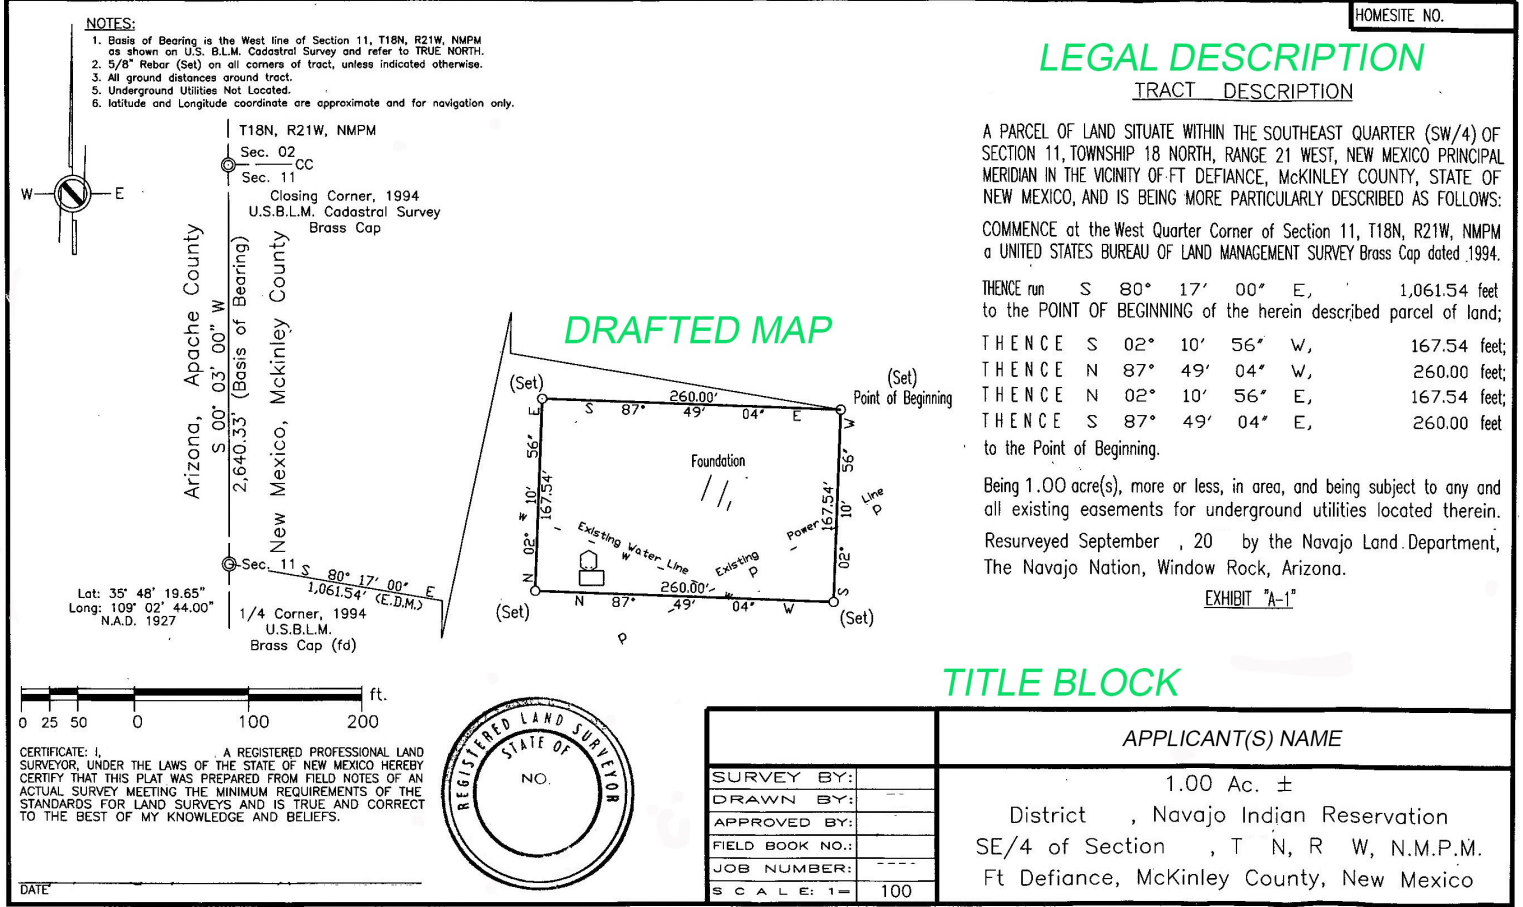 HOMESITE NO.
NOTES:
1. Basis of Bearing is the West line of Section 11, T18N, R21W, NMPM
as shown on U.S. B.L.M. Cadastral Survey and refer to TRUE NORTH.
2. 5/8" Rebar (Set) on all corners of tract, unless indicated otherwise.
3. All ground distances around tract.
5. Underground Utilities Not Located.
6. latitude and Longitude coordinate are approximate and for navigation only.
W E
T18N, R21W, NMPM
Sec. 02
CC
Sec. 11
Closing Corner, 1994
U.S.B.L.M. Cadastral Survey
Brass Cap
Arizona, Apache County
S 00° 03' 00" W
2,640.33' (Basis of Bearing)
New Mexico, Mckinley County
Sec. 11
S 80° 17' 00" E
1,061.54' (E.D.M.)
Lat: 35° 48' 19.65"
Long: 109° 02' 44.00"
N.A.D. 1927
1/4 Corner, 1994
U.S.B.L.M.
Brass Cap (fd)
DRAFTED MAP
(Set)
(Set)
Point of Beginning
260.00'
S 87° 49' 04" E
N 02° 10' 56" E
167.54'
Foundation
S 02° 10' 56" W
167.54'
W Existing Water Line W W
Existing P Power Line P
P
260.00'
N 87° 49' 04" W
(Set)
(Set)
LEGAL DESCRIPTION
TRACT DESCRIPTION
A PARCEL OF LAND SITUATE WITHIN THE SOUTHEAST QUARTER (SW/4) OF
SECTION 11, TOWNSHIP 18 NORTH, RANGE 21 WEST, NEW MEXICO PRINCIPAL
MERIDIAN IN THE VICINITY OF FT DEFIANCE, McKINLEY COUNTY, STATE OF
NEW MEXICO, AND IS BEING MORE PARTICULARLY DESCRIBED AS FOLLOWS:
COMMENCE at the West Quarter Corner of Section 11, T18N, R21W, NMPM
a UNITED STATES BUREAU OF LAND MANAGEMENT SURVEY Brass Cap dated 1994.
THENCE run S 80° 17' 00" E, 1,061.54 feet
to the POINT OF BEGINNING of the herein described parcel of land;
THENCE S 02° 10' 56" W, 167.54 feet;
THENCE N 87° 49' 04" W, 260.00 feet;
THENCE N 02° 10' 56" E, 167.54 feet;
THENCE S 87° 49' 04" E, 260.00 feet
to the Point of Beginning.
Being 1.00 acre(s), more or less, in area, and being subject to any and
all existing easements for underground utilities located therein.
Resurveyed September , 20 by the Navajo Land Department,
The Navajo Nation, Window Rock, Arizona.
EXHIBIT "A-1"
ft.
0 25 50 0 100 200
CERTIFICATE: I, A REGISTERED PROFESSIONAL LAND
SURVEYOR, UNDER THE LAWS OF THE STATE OF NEW MEXICO HEREBY
CERTIFY THAT THIS PLAT WAS PREPARED FROM FIELD NOTES OF AN
ACTUAL SURVEY MEETING THE MINIMUM REQUIREMENTS OF THE
STANDARDS FOR LAND SURVEYS AND IS TRUE AND CORRECT
TO THE BEST OF MY KNOWLEDGE AND BELIEFS.
DATE
REGISTERED LAND SURVEYOR
STATE OF
NO.
TITLE BLOCK
SURVEY BY:
DRAWN BY:
APPROVED BY:
FIELD BOOK NO.:
JOB NUMBER:
SCALE: 1= 100
APPLICANT(S) NAME
1.00 Ac. ±
District , Navajo Indian Reservation
SE/4 of Section , T N, R W, N.M.P.M.
Ft Defiance, McKinley County, New Mexico